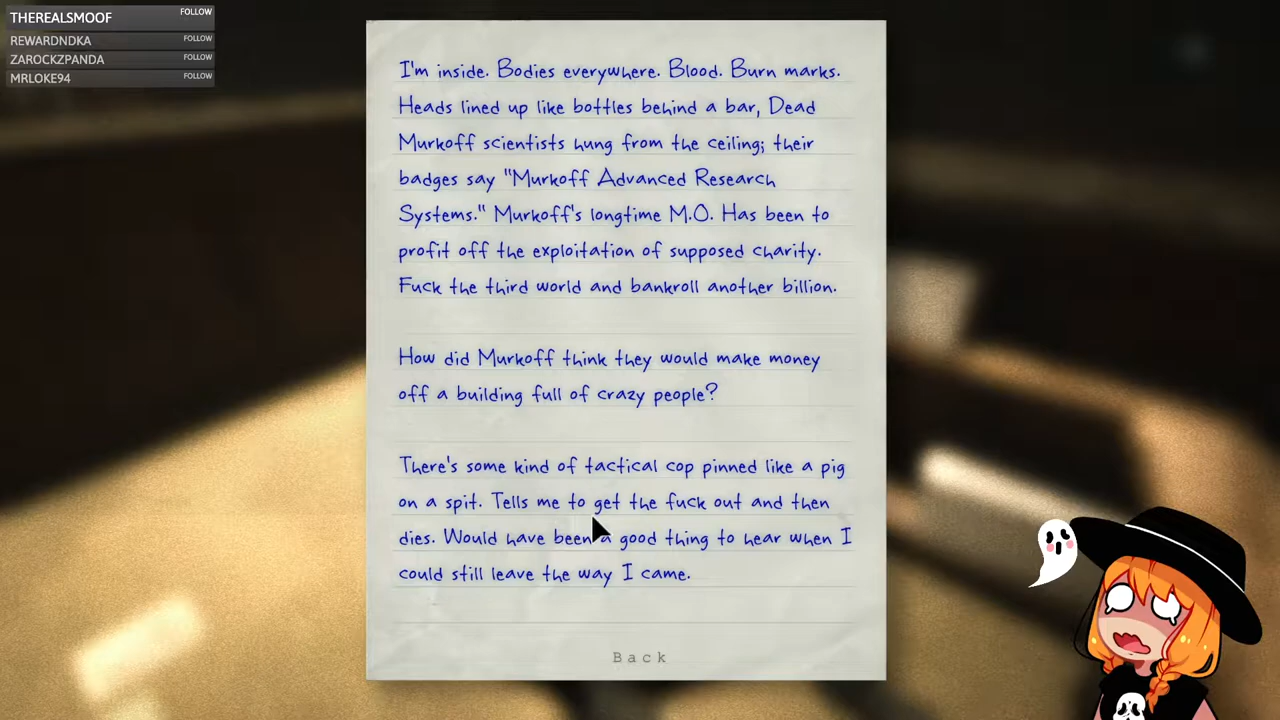 THEREALSMOOF FOLLOW
REWARDNDKA FOLLOW
ZAROCKZPANDA FOLLOW
MRLOKE94 FOLLOW
I'm inside. Bodies everywhere. Blood. Burn marks.
Heads lined up like bottles behind a bar, Dead
Murkoff scientists hung from the ceiling; their
badges say "Murkoff Advanced Research
Systems." Murkoff's longtime M.O. Has been to
profit off the exploitation of supposed charity.
Fuck the third world and bankroll another billion.
How did Murkoff think they would make money
off a building full of crazy people?
There's some kind of tactical cop pinned like a pig
on a spit. Tells me to get the fuck out and then
dies. Would have been a good thing to hear when I
could still leave the way I came.
Back